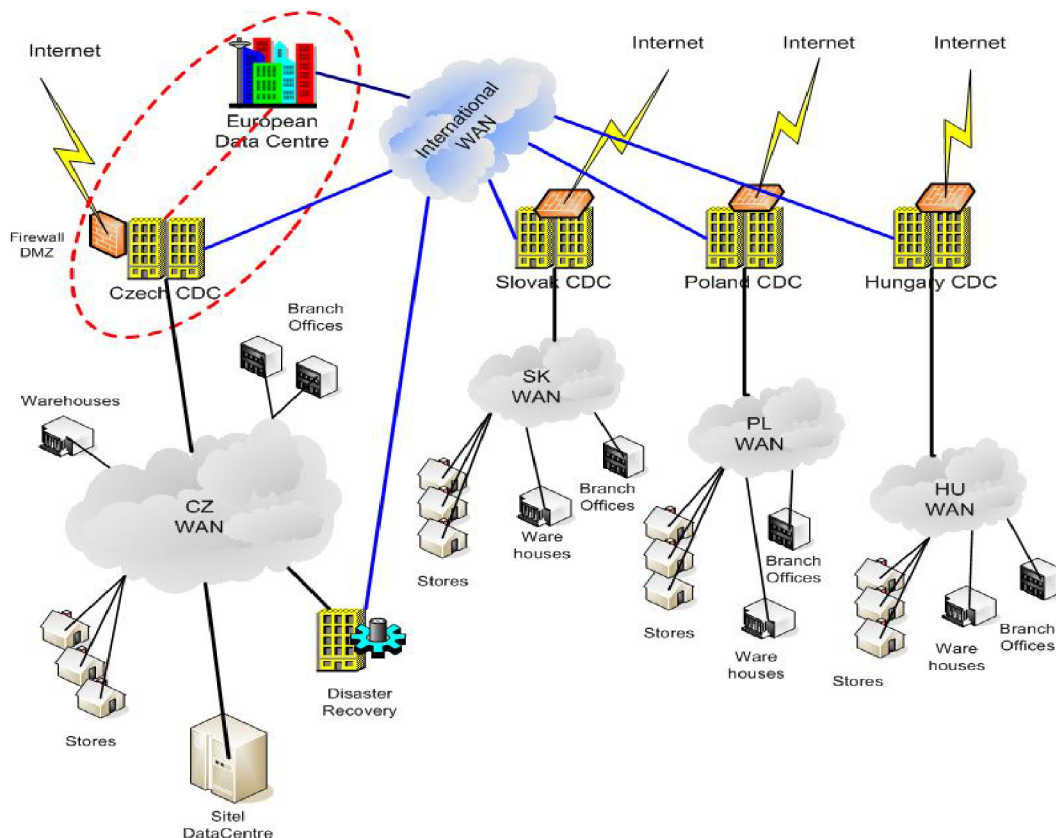 Internet
Internet
Internet
Internet
European
Data Centre
International
WAN
Firewall
DMZ
Czech CDC
Slovak CDC
Poland CDC
Hungary CDC
Branch
Offices
Warehouses
SK
WAN
PL
WAN
CZ
WAN
HU
WAN
Branch
Offices
Ware
houses
Stores
Branch
Offices
Stores
Ware
houses
Branch
Offices
Ware
houses
Stores
Disaster
Recovery
Stores
Sitel
DataCentre